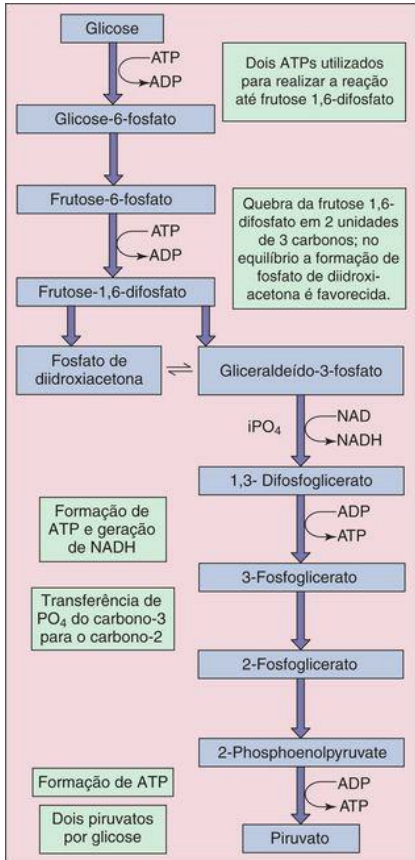 Glicose
ATP
ADP
Dois ATPs utilizados
para realizar a reação
até frutose 1,6-difosfato
Glicose-6-fosfato
Frutose-6-fosfato
ATP
ADP
Quebra da frutose 1,6-
difosfato em 2 unidades
de 3 carbonos; no
equilíbrio a formação de
fosfato de diidroxi-
acetona é favorecida.
Frutose-1,6-difosfato
Fosfato de
diidroxiacetona
Gliceraldeído-3-fosfato
iPO4
NAD
NADH
1,3- Difosfoglicerato
Formação de
ATP e geração
de NADH
ADP
ATP
3-Fosfoglicerato
Transferência de
PO4 do carbono-3
para o carbono-2
2-Fosfoglicerato
2-Phosphoenolpyruvate
Formação de ATP
ADP
ATP
Dois piruvatos
por glicose
Piruvato